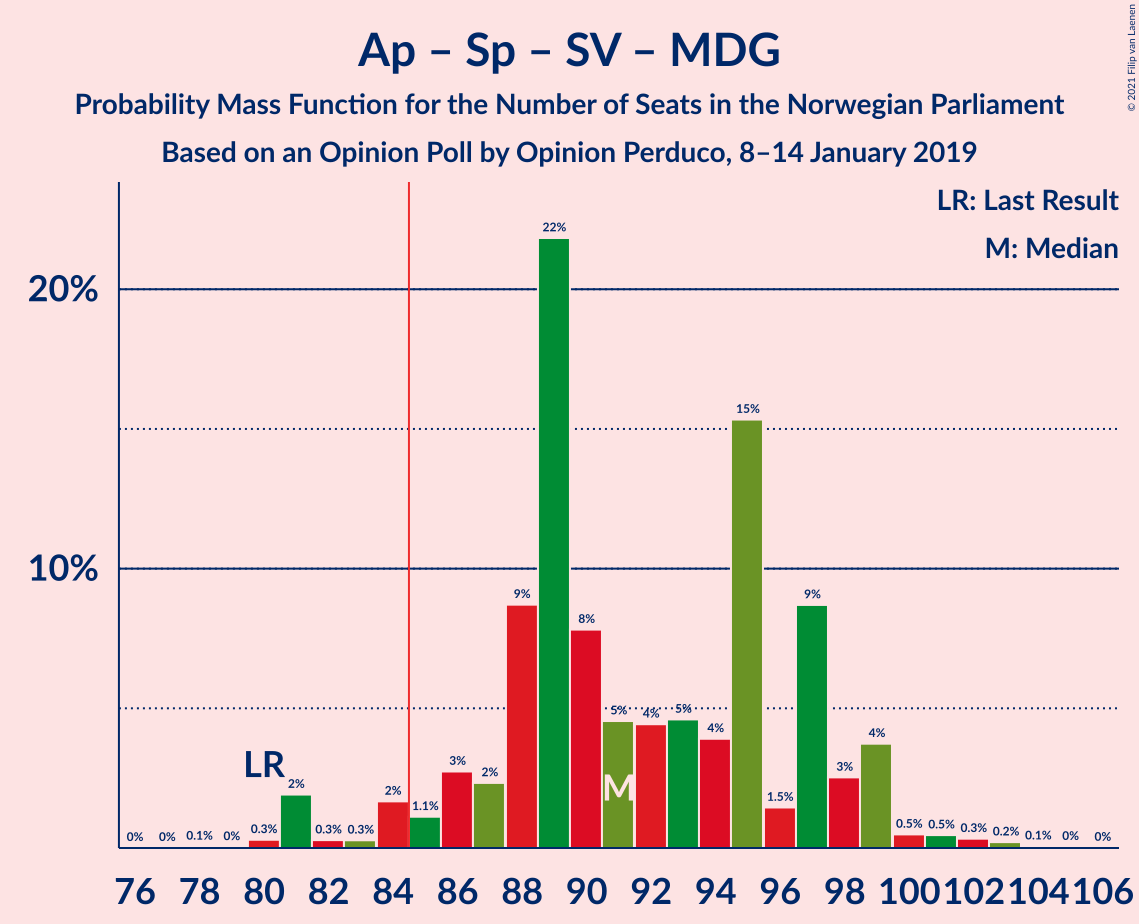 Ap – Sp – SV – MDG
Probability Mass Function for the Number of Seats in the Norwegian Parliament
Based on an Opinion Poll by Opinion Perduco, 8–14 January 2019
© 2021 Filip van Laenen
LR: Last Result
M: Median
20%
10%
0% 0% 0.1% 0% 0.3% 2% 0.3% 0.3% 2% 1.1% 3% 2% 9% 22% 8% 5% 4% 5% 4% 15% 1.5% 9% 3% 4% 0.5% 0.5% 0.3% 0.2% 0.1% 0% 0%
LR
M
76 78 80 82 84 86 88 90 92 94 96 98 100 102 104 106